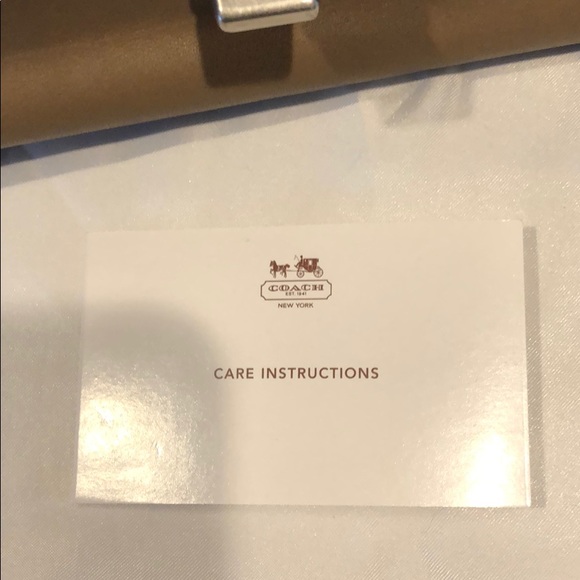 COACH
EST. 1941
NEW YORK
CARE INSTRUCTIONS